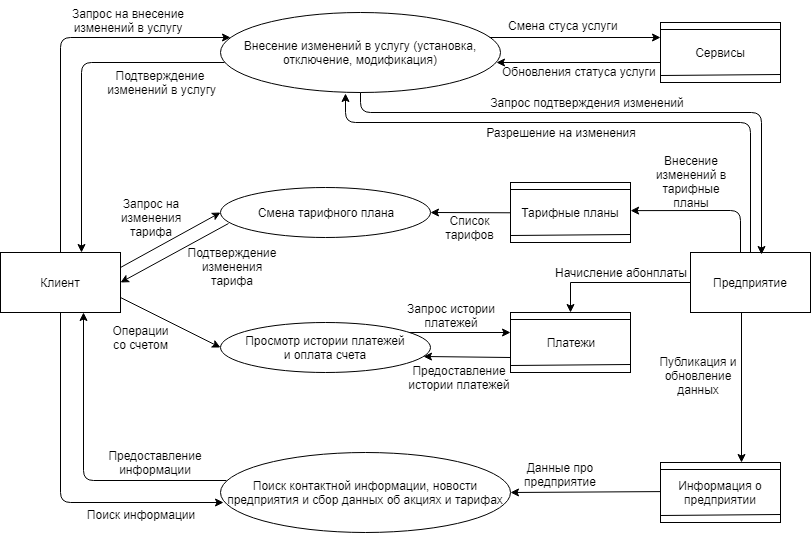 Запрос на внесение
изменений в услугу
Внесение изменений в услугу (установка,
отключение, модификация)
Смена стуса услуги
Сервисы
Обновления статуса услуги
Подтверждение
изменений в услугу
Запрос подтверждения изменений
Разрешение на изменения
Внесение
изменений в
тарифные
планы
Запрос на
изменения
тарифа
Смена тарифного плана
Список
тарифов
Тарифные планы
Подтверждение
изменения
тарифа
Клиент
Начисление абонплаты
Предприятие
Операции
со счетом
Просмотр истории платежей
и оплата счета
Запрос истории
платежей
Платежи
Предоставление
истории платежей
Публикация и
обновление
данных
Предоставление
информации
Поиск контактной информации, новости
предприятия и сбор данных об акциях и тарифах
Данные про
предприятие
Информация о
предприятии
Поиск информации